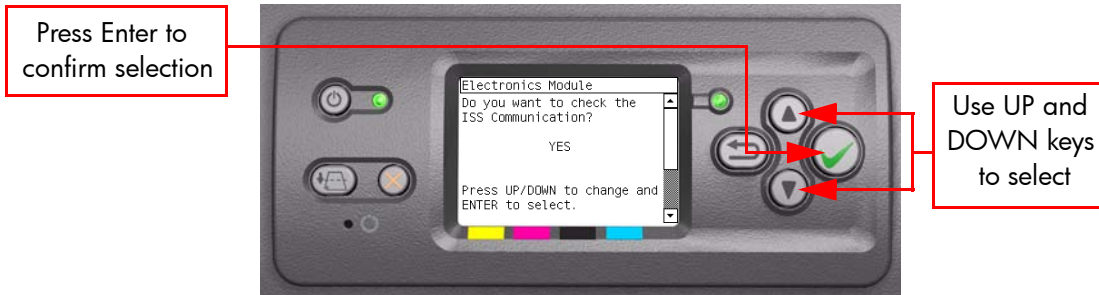 Press Enter to
confirm selection
Electronics Module
Do you want to check the
ISS Communication?
YES
Press UP/DOWN to change and
ENTER to select.
Use UP and
DOWN keys
to select